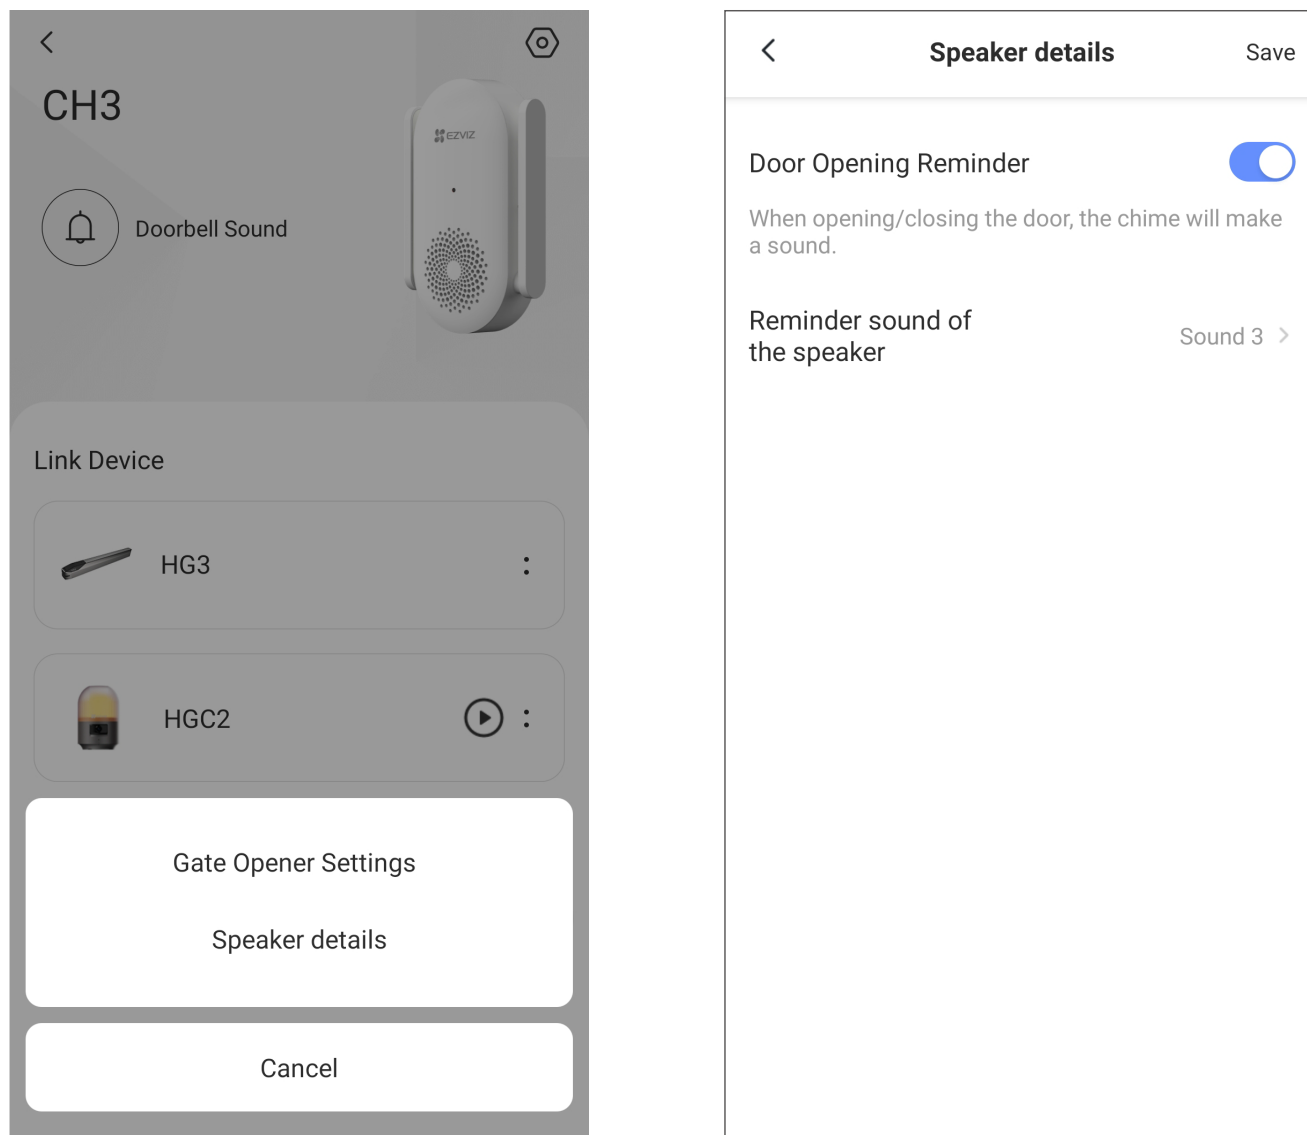 CH3
EZVIZ
Doorbell Sound
Link Device
HG3
HGC2
Gate Opener Settings
Speaker details
Cancel
Speaker details
Save
Door Opening Reminder
When opening/closing the door, the chime will make
a sound.
Reminder sound of
the speaker
Sound 3